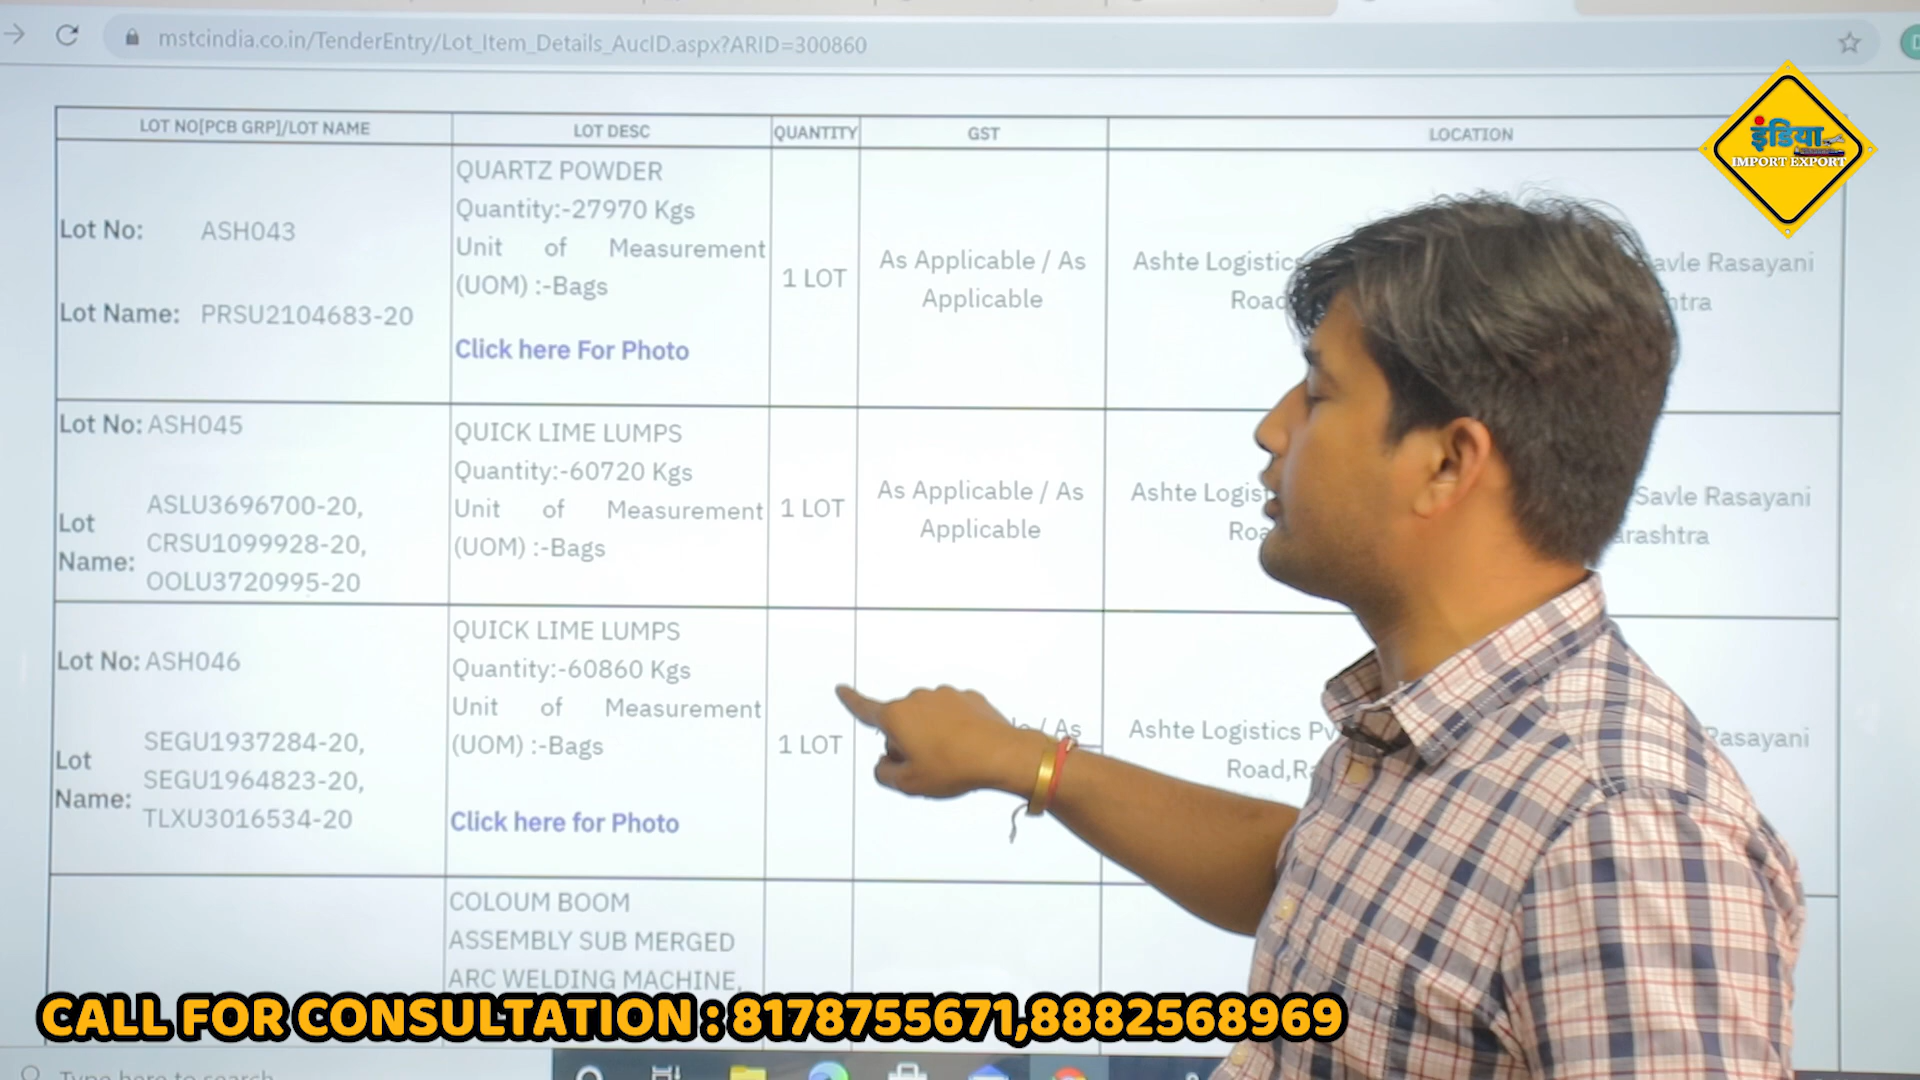 mstcindia.co.in/TenderEntry/Lot_Item_Details_AucID.aspx?ARID=300860
इंडिया
IMPORT EXPORT
LOT NO[PCB GRP]/LOT NAME LOT DESC QUANTITY GST LOCATION
Lot No: ASH043
Lot Name: PRSU2104683-20
QUARTZ POWDER
Quantity:-27970 Kgs
Unit of Measurement
(UOM) :-Bags
Click here For Photo
1 LOT
As Applicable / As
Applicable
Ashte Logistics avle Rasayani
Road
Lot No: ASH045
Lot Name: ASLU3696700-20,
CRSU1099928-20,
OOLU3720995-20
QUICK LIME LUMPS
Quantity:-60720 Kgs
Unit of Measurement
(UOM) :-Bags
1 LOT
As Applicable / As
Applicable
Ashte Logist Savle Rasayani
Roa arashtra
Lot No: ASH046
Lot Name: SEGU1937284-20,
SEGU1964823-20,
TLXU3016534-20
QUICK LIME LUMPS
Quantity:-60860 Kgs
Unit of Measurement
(UOM) :-Bags
Click here for Photo
1 LOT
/ As
Ashte Logistics Pv Rasayani
Road,Ra
COLOUM BOOM
ASSEMBLY SUB MERGED
ARC WELDING MACHINE,
CALL FOR CONSULTATION : 8178755671,8882568969
Type here to search